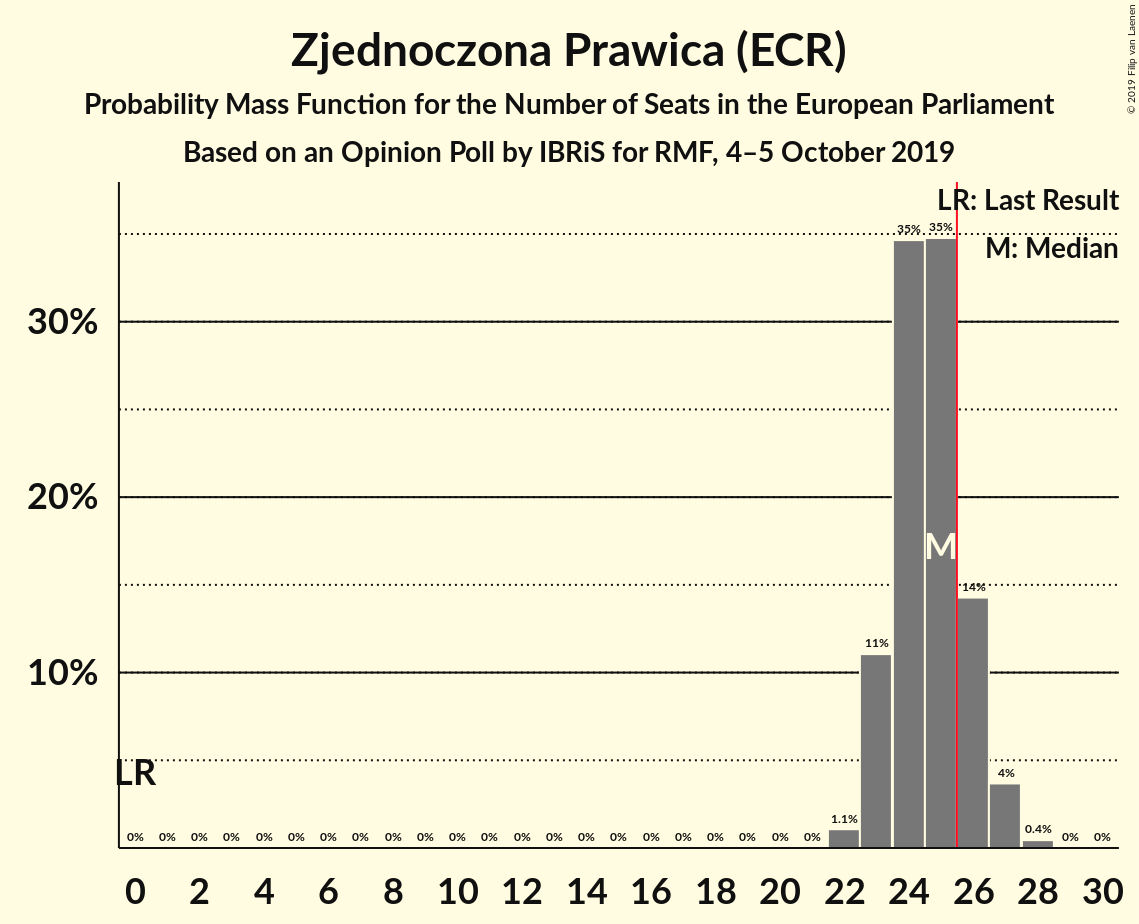 Zjednoczona Prawica (ECR)
Probability Mass Function for the Number of Seats in the European Parliament
Based on an Opinion Poll by IBRiS for RMF, 4–5 October 2019
© 2019 Filip van Laenen
LR: Last Result
M: Median
35% 35%
30%
20%
M
14%
11%
10%
LR
4%
1.1% 0.4%
0% 0% 0% 0% 0% 0% 0% 0% 0% 0% 0% 0% 0% 0% 0% 0% 0% 0% 0% 0% 0% 0% 0% 0%
0 2 4 6 8 10 12 14 16 18 20 22 24 26 28 30